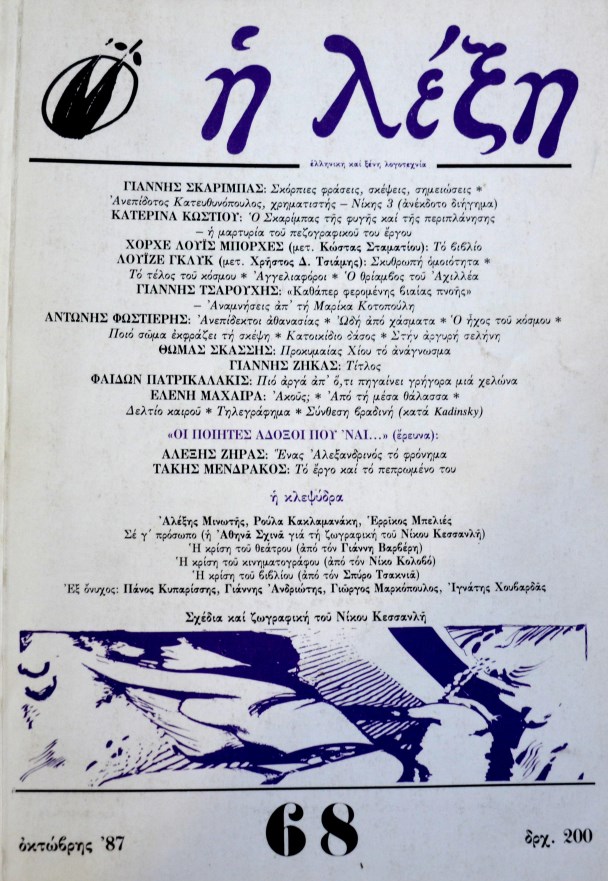 ἡ λέξη
ἑλληνική καί ξένη λογοτεχνία
ΓΙΑΝΝΗΣ ΣΚΑΡΙΜΠΑΣ: Σκόρπιες φράσεις, σκέψεις, σημειώσεις *
Ἀνεπίδοτος Κατευθυνόπουλος, χρηματιστής – Νίκης 3 (ἀνέκδοτο διήγημα)
ΚΑΤΕΡΙΝΑ ΚΩΣΤΙΟΥ: Ὁ Σκαρίμπας τῆς φυγῆς καί τῆς περιπλάνησης
– ἡ μαρτυρία τοῦ πεζογραφικοῦ του ἔργου
ΧΟΡΧΕ ΛΟΥΪΣ ΜΠΟΡΧΕΣ (μετ. Κώστας Σταματίου): Τό βιβλίο
ΛΟΥΪΖΕ ΓΚΛΥΚ (μετ. Χρῆστος Δ. Τσιάμης): Σκυθρωπή ὁμοιότητα *
Τό τέλος τοῦ κόσμου * Ἀγγελιαφόροι * Ὁ θρίαμβος τοῦ Ἀχιλλέα
ΓΙΑΝΝΗΣ ΤΣΑΡΟΥΧΗΣ: «Καθάπερ φερομένης βιαίας πνοῆς»
– Ἀναμνήσεις ἀπ' τή Μαρίκα Κοτοπούλη
ΑΝΤΩΝΗΣ ΦΩΣΤΙΕΡΗΣ: Ἀνεπίδεκτοι ἀθανασίας * Ὠδή ἀπό χάσματα * Ὁ ἦχος τοῦ κόσμου *
Ποιό σῶμα ἐκφράζει τή σκέψη * Κατοικίδιο δάσος * Στήν ἀργυρή σελήνη
ΘΩΜΑΣ ΣΚΑΣΣΗΣ: Προκυμαίας Χίου τό ἀνάγνωσμα
ΓΙΑΝΝΗΣ ΖΗΚΑΣ: Τίτλος
ΦΑΙΔΩΝ ΠΑΤΡΙΚΑΛΑΚΙΣ: Πιό ἀργά ἀπ' ὅ,τι πηγαίνει γρήγορα μιά χελώνα
ΕΛΕΝΗ ΜΑΧΑΙΡΑ: Ἀκοῦς; * Ἀπό τή μέσα θάλασσα *
Δελτίο καιροῦ * Τηλεγράφημα * Σύνθεση βραδινή (κατά Kadinsky)
«ΟΙ ΠΟΙΗΤΕΣ ΑΔΟΞΟΙ ΠΟΥ 'ΝΑΙ...» (ἔρευνα):
ΑΛΕΞΗΣ ΖΗΡΑΣ: Ἕνας Ἀλεξανδρινός τό φρόνημα
ΤΑΚΗΣ ΜΕΝΔΡΑΚΟΣ: Τό ἔργο καί τό πεπρωμένο του
ἡ κλεψύδρα
Ἀλέξης Μινωτῆς, Ρούλα Κακλαμανάκη, Ἑρρῖκος Μπελιές
Σέ γ΄ πρόσωπο (ἡ Ἀθηνᾶ Σχινᾶ γιά τή ζωγραφική τοῦ Νίκου Κεσσανλῆ)
Ἡ κρίση τοῦ θεάτρου (ἀπό τόν Γιάννη Βαρβέρη)
Ἡ κρίση τοῦ κινηματογράφου (ἀπό τόν Νίκο Κολοβό)
Ἡ κρίση τοῦ βιβλίου (ἀπό τόν Σπύρο Τσακνιᾶ)
Ἐξ ὄνυχος: Πάνος Κυπαρίσσης, Γιάννης Ἀνδριώτης, Γιῶργος Μαρκόπουλος, Ἰγνάτης Χουβαρδᾶς
Σχέδια καί ζωγραφική τοῦ Νίκου Κεσσανλῆ
ὀκτώβρης '87
68
δρχ. 200